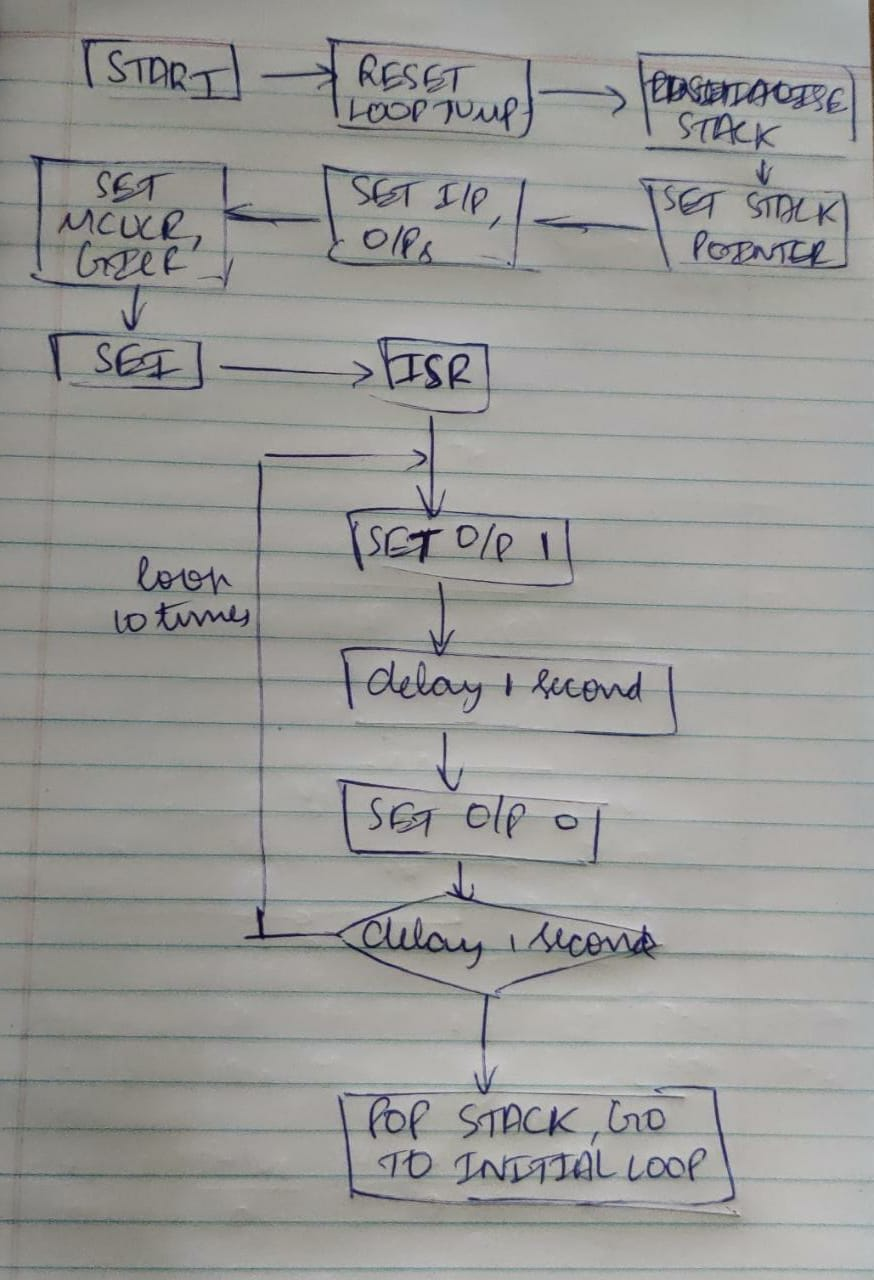 START
RESET
LOOP JUMP
STACK
SET STACK
POINTER
SET I/P,
O/Ps
SET
MCUCR,
GICR
SEI
ISR
SET O/P 1
loop
10 times
delay 1 second
SET O/P 0
delay 1 second
POP STACK, GO
TO INITIAL LOOP